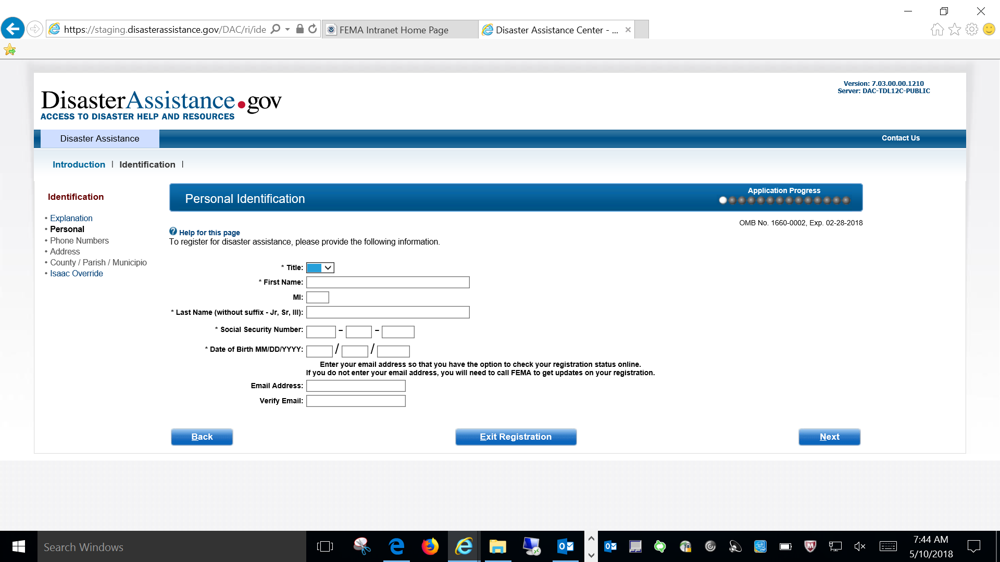 https://staging.disasterassistance.gov/DAC/ri/ide
FEMA Intranet Home Page
Disaster Assistance Center - ...
Version: 7.03.00.00.1210
Server: DAC-TDL12C-PUBLIC
DisasterAssistance.gov
ACCESS TO DISASTER HELP AND RESOURCES
Disaster Assistance
Contact Us
Introduction | Identification |
Identification
• Explanation
• Personal
• Phone Numbers
• Address
• County / Parish / Municipio
• Isaac Override
Personal Identification
Application Progress
OMB No. 1660-0002, Exp. 02-28-2018
? Help for this page
To register for disaster assistance, please provide the following information.
* Title:
* First Name:
MI:
* Last Name (without suffix - Jr, Sr, III):
* Social Security Number: – –
* Date of Birth MM/DD/YYYY: / /
Enter your email address so that you have the option to check your registration status online.
If you do not enter your email address, you will need to call FEMA to get updates on your registration.
Email Address:
Verify Email:
Back
Exit Registration
Next
Search Windows
7:44 AM
5/10/2018